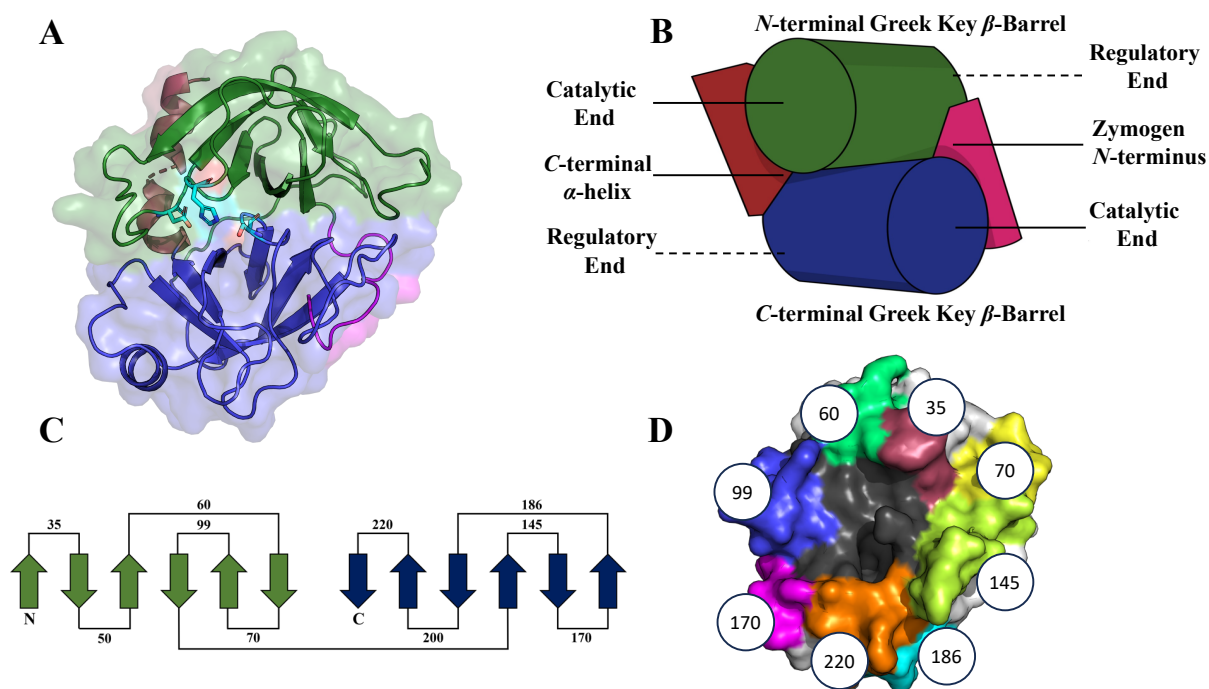 A
B
N-terminal Greek Key β-Barrel
Regulatory
End
Catalytic
End
Zymogen
N-terminus
C-terminal
α-helix
Regulatory
End
Catalytic
End
C-terminal Greek Key β-Barrel
C
60
186
35
99
220
145
N
C
50
70
200
170
D
60
35
70
99
145
170
220
186